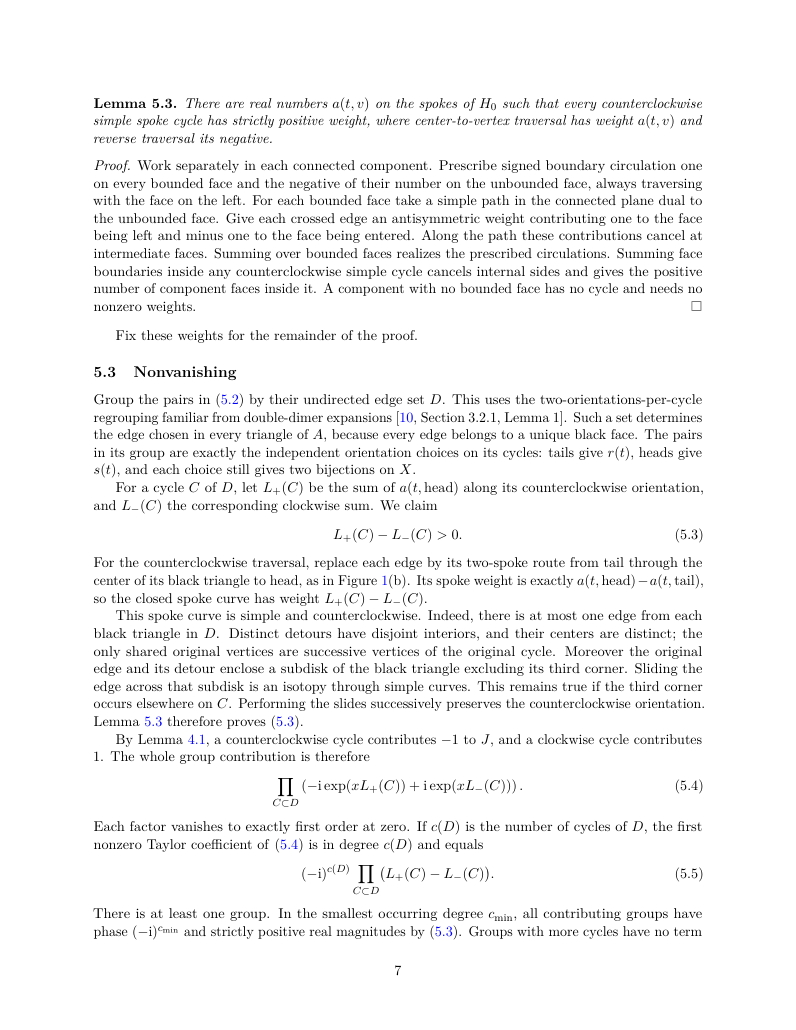 Lemma 5.3. There are real numbers a(t, v) on the spokes of H₀ such that every counterclockwise
simple spoke cycle has strictly positive weight, where center-to-vertex traversal has weight a(t, v) and
reverse traversal its negative.
Proof. Work separately in each connected component. Prescribe signed boundary circulation one
on every bounded face and the negative of their number on the unbounded face, always traversing
with the face on the left. For each bounded face take a simple path in the connected plane dual to
the unbounded face. Give each crossed edge an antisymmetric weight contributing one to the face
being left and minus one to the face being entered. Along the path these contributions cancel at
intermediate faces. Summing over bounded faces realizes the prescribed circulations. Summing face
boundaries inside any counterclockwise simple cycle cancels internal sides and gives the positive
number of component faces inside it. A component with no bounded face has no cycle and needs no
nonzero weights. □
Fix these weights for the remainder of the proof.
5.3 Nonvanishing
Group the pairs in (5.2) by their undirected edge set D. This uses the two-orientations-per-cycle
regrouping familiar from double-dimer expansions [10, Section 3.2.1, Lemma 1]. Such a set determines
the edge chosen in every triangle of A, because every edge belongs to a unique black face. The pairs
in its group are exactly the independent orientation choices on its cycles: tails give r(t), heads give
s(t), and each choice still gives two bijections on X.
For a cycle C of D, let L₊(C) be the sum of a(t, head) along its counterclockwise orientation,
and L₋(C) the corresponding clockwise sum. We claim
L₊(C) − L₋(C) > 0. (5.3)
For the counterclockwise traversal, replace each edge by its two-spoke route from tail through the
center of its black triangle to head, as in Figure 1(b). Its spoke weight is exactly a(t, head)−a(t, tail),
so the closed spoke curve has weight L₊(C) − L₋(C).
This spoke curve is simple and counterclockwise. Indeed, there is at most one edge from each
black triangle in D. Distinct detours have disjoint interiors, and their centers are distinct; the
only shared original vertices are successive vertices of the original cycle. Moreover the original
edge and its detour enclose a subdisk of the black triangle excluding its third corner. Sliding the
edge across that subdisk is an isotopy through simple curves. This remains true if the third corner
occurs elsewhere on C. Performing the slides successively preserves the counterclockwise orientation.
Lemma 5.3 therefore proves (5.3).
By Lemma 4.1, a counterclockwise cycle contributes −1 to J, and a clockwise cycle contributes
1. The whole group contribution is therefore
∏_{C⊂D} (−i exp(xL₊(C)) + i exp(xL₋(C))) . (5.4)
Each factor vanishes to exactly first order at zero. If c(D) is the number of cycles of D, the first
nonzero Taylor coefficient of (5.4) is in degree c(D) and equals
(−i)^{c(D)} ∏_{C⊂D} (L₊(C) − L₋(C)). (5.5)
There is at least one group. In the smallest occurring degree c_{min}, all contributing groups have
phase (−i)^{c_{min}} and strictly positive real magnitudes by (5.3). Groups with more cycles have no term
7